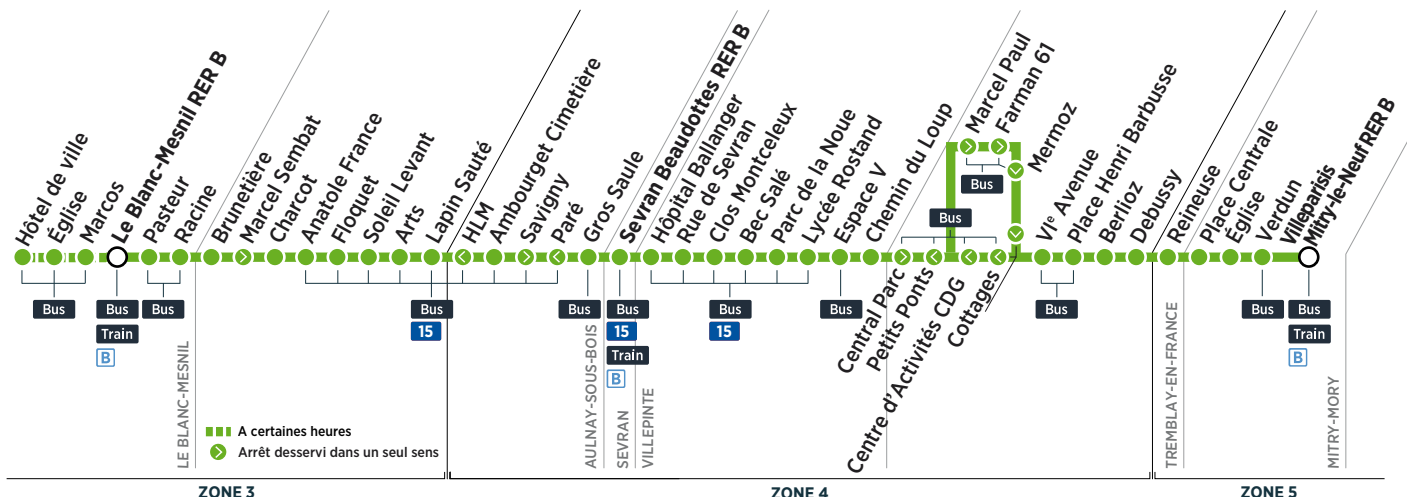 Hôtel de ville
Église
Marcos
Le Blanc-Mesnil RER B
Pasteur
Racine
Brunetière
Marcel Sembat
Charcot
Anatole France
Floquet
Soleil Levant
Arts
Lapin Sauté
HLM
Ambourget Cimetière
Savigny
Paré
Gros Saule
Sevran Beaudottes RER B
Hôpital Ballanger
Rue de Sevran
Clos Montceleux
Bec Salé
Parc de la Noue
Lycée Rostand
Espace V
Chemin du Loup
Marcel Paul
Farman 61
Mermoz
Central Parc
Petits Ponts
Centre d'Activités CDG
Cottages
VIe Avenue
Place Henri Barbusse
Berlioz
Debussy
Reineuse
Place Centrale
Église
Verdun
Villeparisis
Mitry-le-Neuf RER B
Bus
Bus
Train
B
Bus
Bus
15
Bus
Bus
15
Train
B
Bus
15
Bus
Bus
Bus
Bus
Bus
Bus
Train
B
LE BLANC-MESNIL
AULNAY-SOUS-BOIS
SEVRAN
VILLEPINTE
TREMBLAY-EN-FRANCE
MITRY-MORY
A certaines heures
Arrêt desservi dans un seul sens
ZONE 3
ZONE 4
ZONE 5